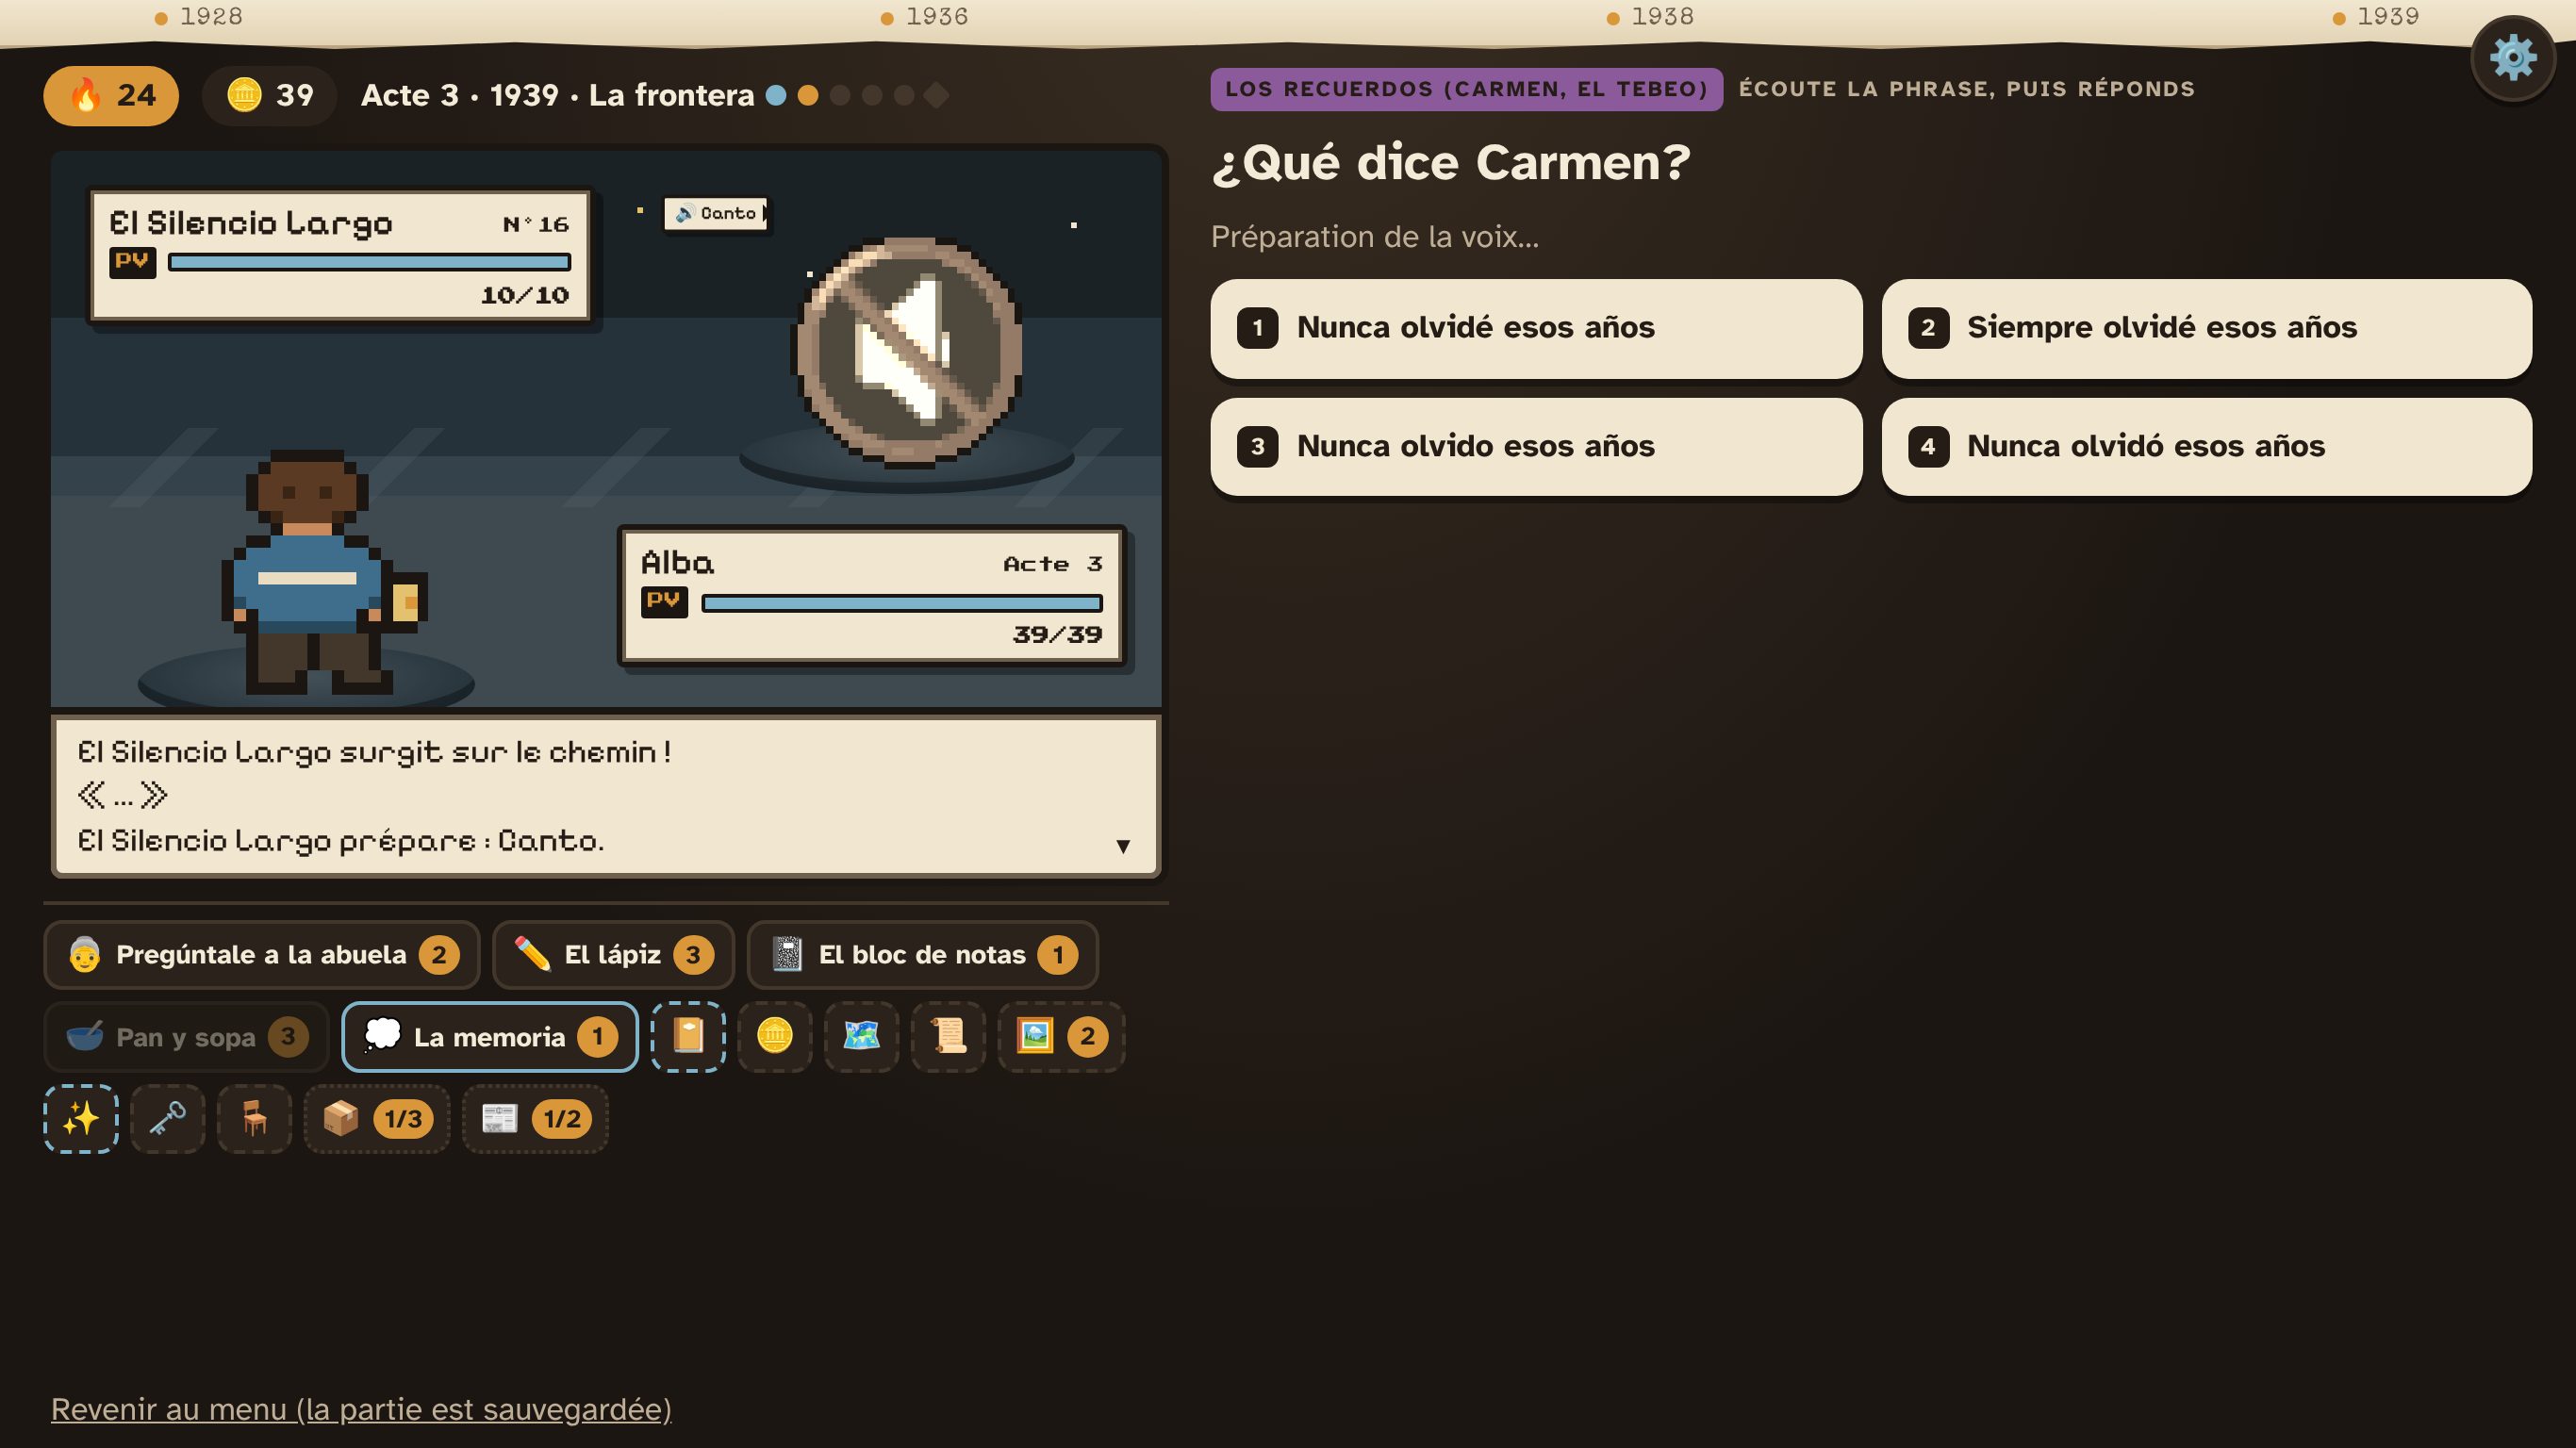 1928
1936
1938
1939
24
39
Acte 3 · 1939 · La frontera
LOS RECUERDOS (CARMEN, EL TEBEO)
ÉCOUTE LA PHRASE, PUIS RÉPONDS
El Silencio Largo
N°16
PV
10/10
Canto
Alba
Acte 3
PV
39/39
El Silencio Largo surgit sur le chemin !
« ... »
El Silencio Largo prépare : Canto.
▼
Pregúntale a la abuela 2
El lápiz 3
El bloc de notas 1
Pan y sopa 3
La memoria 1
2
1/3
1/2
Revenir au menu (la partie est sauvegardée)
¿Qué dice Carmen?
Préparation de la voix...
1 Nunca olvidé esos años
2 Siempre olvidé esos años
3 Nunca olvido esos años
4 Nunca olvidó esos años